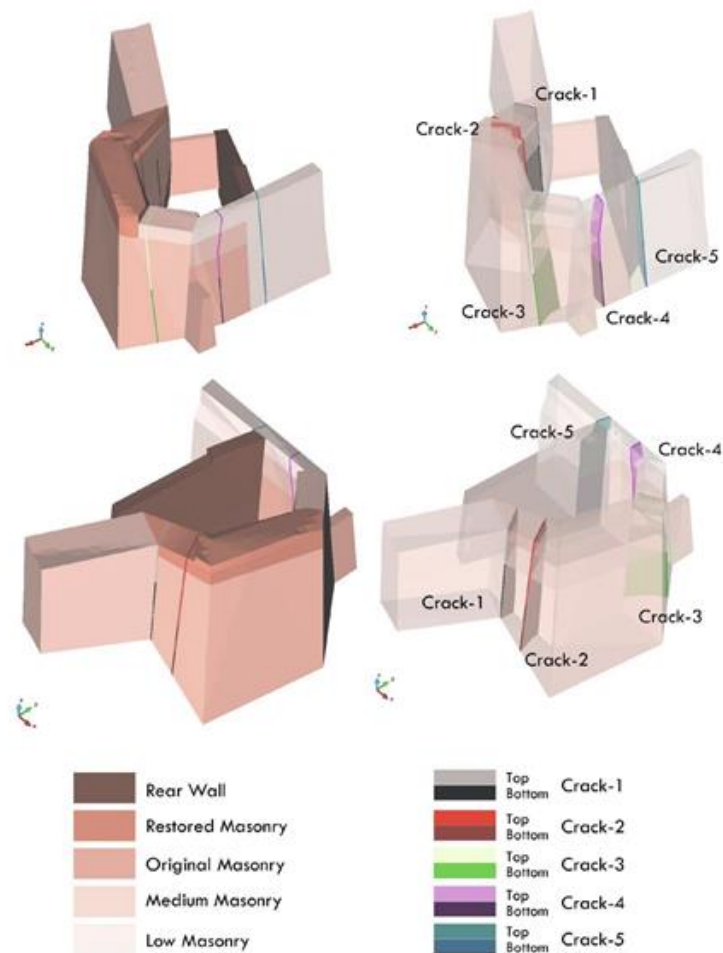 Crack-1
Crack-2
Crack-5
Crack-3
Crack-4
Crack-5
Crack-4
Crack-1
Crack-3
Crack-2
Rear Wall
Restored Masonry
Original Masonry
Medium Masonry
Low Masonry
Top
Bottom Crack-1
Top
Bottom Crack-2
Top
Bottom Crack-3
Top
Bottom Crack-4
Top
Bottom Crack-5